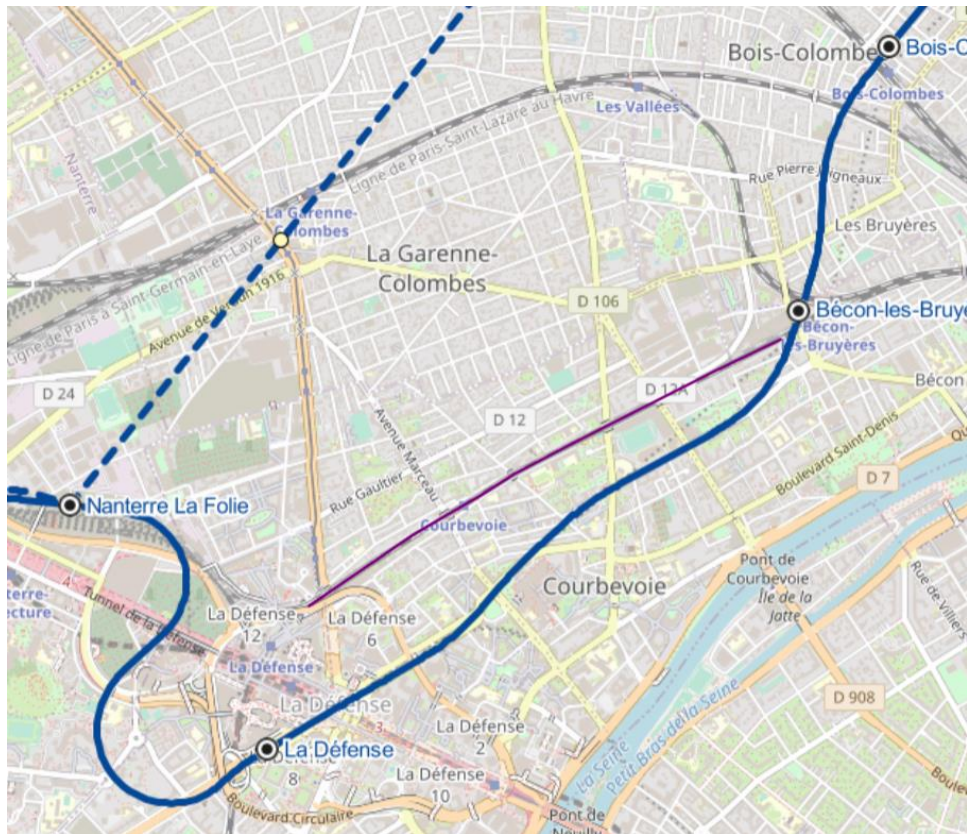 Bois-Colombe
Bois-C
Bois-Colombes
Les Vallées
Ligne de Paris-Saint-Lazare au Havre
Nanterre
Rue Pierre Joigneaux
La Garenne-
Colombes
Les Bruyères
La Garenne-
Colombes
Ligne de Paris à Saint-Germain-en-Laye
Avenue de Verdun 1916
D 106
Bécon-les-Bruyè
Bécon-
les-Bruyères
D 24
D 12A
Bécon
D 12
Avenue Marceau
Boulevard Saint-Denis
Rue Gaultier
D 7
Nanterre La Folie
Courbevoie
Pont de
Courbevoie
Île de la
Jatte
Rue de Villiers
Courbevoie
Tunnel de la Défense
La Défense
12
La Défense
6
La Défense
La Défense
D 908
La Défense
2
La Défense
8
La Défense
10
La Seine
Petit Bras de la Seine
Boulevard Circulaire
Pont de
Neuilly